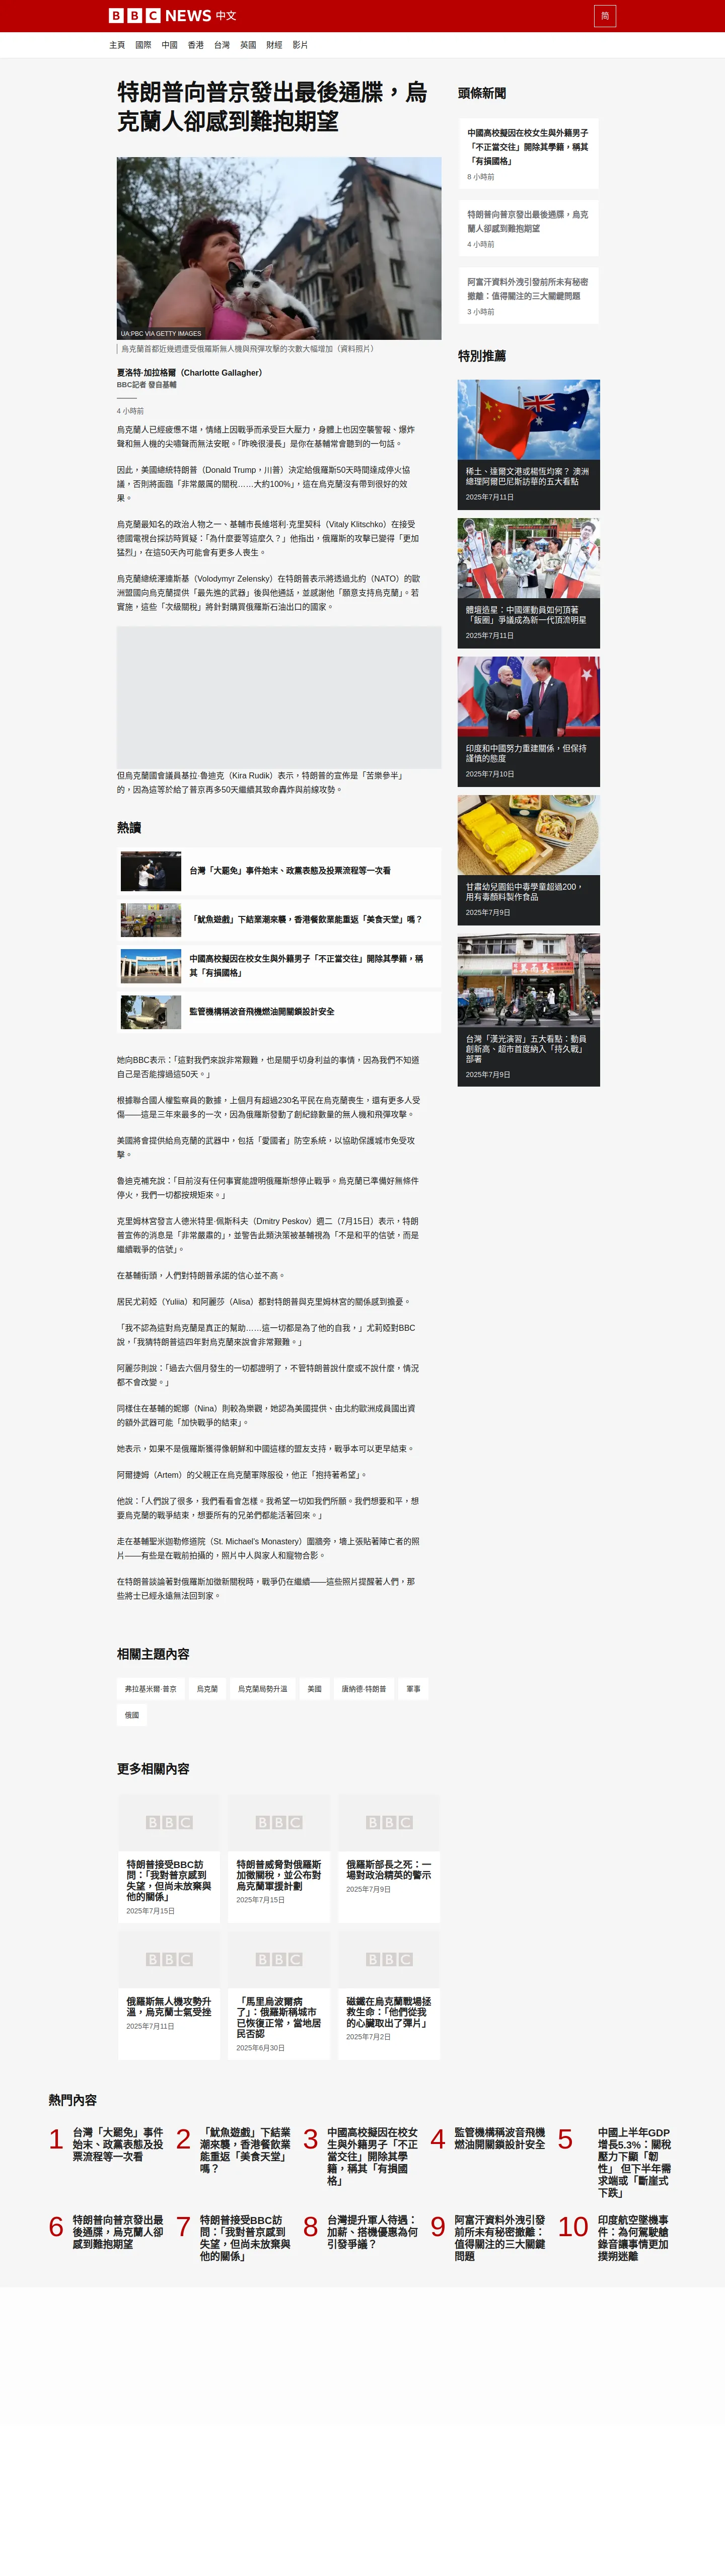 BBC NEWS 中文
简
主頁 國際 中國 香港 台灣 英國 財經 影片
特朗普向普京發出最後通牒，烏
克蘭人卻感到難抱期望
UA:PBC VIA GETTY IMAGES
烏克蘭首都近幾週遭受俄羅斯無人機與飛彈攻擊的次數大幅增加（資料照片）
夏洛特·加拉格爾（Charlotte Gallagher）
BBC記者 發自基輔
4 小時前
烏克蘭人已經疲憊不堪，情緒上因戰爭而承受巨大壓力，身體上也因空襲警報、爆炸
聲和無人機的尖嘯聲而無法安眠。「昨晚很漫長」是你在基輔常會聽到的一句話。
因此，美國總統特朗普（Donald Trump，川普）決定給俄羅斯50天時間達成停火協
議，否則將面臨「非常嚴厲的關稅……大約100%」，這在烏克蘭沒有帶到很好的效
果。
烏克蘭最知名的政治人物之一、基輔市長維塔利·克里契科（Vitaly Klitschko）在接受
德國電視台採訪時質疑：「為什麼要等這麼久？」他指出，俄羅斯的攻擊已變得「更加
猛烈」，在這50天內可能會有更多人喪生。
烏克蘭總統澤連斯基（Volodymyr Zelensky）在特朗普表示將透過北約（NATO）的歐
洲盟國向烏克蘭提供「最先進的武器」後與他通話，並感謝他「願意支持烏克蘭」。若
實施，這些「次級關稅」將針對購買俄羅斯石油出口的國家。
但烏克蘭國會議員基拉·魯迪克（Kira Rudik）表示，特朗普的宣佈是「苦樂參半」
的，因為這等於給了普京再多50天繼續其致命轟炸與前線攻勢。
熱讀
台灣「大罷免」事件始末、政黨表態及投票流程等一次看
「魷魚遊戲」下結業潮來襲，香港餐飲業能重返「美食天堂」嗎？
中國高校擬因在校女生與外籍男子「不正當交往」開除其學籍，稱
其「有損國格」
監管機構稱波音飛機燃油開關鎖設計安全
她向BBC表示：「這對我們來說非常艱難，也是關乎切身利益的事情，因為我們不知道
自己是否能撐過這50天。」
根據聯合國人權監察員的數據，上個月有超過230名平民在烏克蘭喪生，還有更多人受
傷——這是三年來最多的一次，因為俄羅斯發動了創紀錄數量的無人機和飛彈攻擊。
美國將會提供給烏克蘭的武器中，包括「愛國者」防空系統，以協助保護城市免受攻
擊。
魯迪克補充說：「目前沒有任何事實能證明俄羅斯想停止戰爭。烏克蘭已準備好無條件
停火，我們一切都按規矩來。」
克里姆林宮發言人德米特里·佩斯科夫（Dmitry Peskov）週二（7月15日）表示，特朗
普宣佈的消息是「非常嚴肅的」，並警告此類決策被基輔視為「不是和平的信號，而是
繼續戰爭的信號」。
在基輔街頭，人們對特朗普承諾的信心並不高。
居民尤莉婭（Yuliia）和阿麗莎（Alisa）都對特朗普與克里姆林宮的關係感到擔憂。
「我不認為這對烏克蘭是真正的幫助……這一切都是為了他的自我，」尤莉婭對BBC
說，「我猜特朗普這四年對烏克蘭來說會非常艱難。」
阿麗莎則說：「過去六個月發生的一切都證明了，不管特朗普說什麼或不說什麼，情況
都不會改變。」
同樣住在基輔的妮娜（Nina）則較為樂觀，她認為美國提供、由北約歐洲成員國出資
的額外武器可能「加快戰爭的結束」。
她表示，如果不是俄羅斯獲得像朝鮮和中國這樣的盟友支持，戰爭本可以更早結束。
阿爾捷姆（Artem）的父親正在烏克蘭軍隊服役，他正「抱持著希望」。
他說：「人們說了很多，我們看看會怎樣。我希望一切如我們所願。我們想要和平，想
要烏克蘭的戰爭結束，想要所有的兄弟們都能活著回來。」
走在基輔聖米迦勒修道院（St. Michael's Monastery）圍牆旁，墻上張貼著陣亡者的照
片——有些是在戰前拍攝的，照片中人與家人和寵物合影。
在特朗普談論著對俄羅斯加徵新關稅時，戰爭仍在繼續——這些照片提醒著人們，那
些將士已經永遠無法回到家。
相關主題內容
弗拉基米爾·普京 烏克蘭 烏克蘭局勢升溫 美國 唐納德·特朗普 軍事
俄國
更多相關內容
特朗普接受BBC訪
問：「我對普京感到
失望，但尚未放棄與
他的關係」
2025年7月15日
特朗普威脅對俄羅斯
加徵關稅，並公布對
烏克蘭軍援計劃
2025年7月15日
俄羅斯部長之死：一
場對政治精英的警示
2025年7月9日
俄羅斯無人機攻勢升
溫，烏克蘭士氣受挫
2025年7月11日
「馬里烏波爾病
了」：俄羅斯稱城市
已恢復正常，當地居
民否認
2025年6月30日
磁鐵在烏克蘭戰場拯
救生命：「他們從我
的心臟取出了彈片」
2025年7月2日
頭條新聞
中國高校擬因在校女生與外籍男子
「不正當交往」開除其學籍，稱其
「有損國格」
8 小時前
特朗普向普京發出最後通牒，烏克
蘭人卻感到難抱期望
4 小時前
阿富汗資料外洩引發前所未有秘密
撤離：值得關注的三大關鍵問題
3 小時前
特別推薦
稀土、達爾文港或楊恆均案？ 澳洲
總理阿爾巴尼斯訪華的五大看點
2025年7月11日
體壇造星：中國運動員如何頂著
「飯圈」爭議成為新一代頂流明星
2025年7月11日
印度和中國努力重建關係，但保持
謹慎的態度
2025年7月10日
甘肅幼兒園鉛中毒學童超過200，
用有毒顏料製作食品
2025年7月9日
台灣「漢光演習」五大看點：動員
創新高、超市首度納入「持久戰」
部署
2025年7月9日
熱門內容
1
台灣「大罷免」事件
始末、政黨表態及投
票流程等一次看
2
「魷魚遊戲」下結業
潮來襲，香港餐飲業
能重返「美食天堂」
嗎？
3
中國高校擬因在校女
生與外籍男子「不正
當交往」開除其學
籍，稱其「有損國
格」
4
監管機構稱波音飛機
燃油開關鎖設計安全
5
中國上半年GDP
增長5.3%：關稅
壓力下顯「韌
性」 但下半年需
求端或「斷崖式
下跌」
6
特朗普向普京發出最
後通牒，烏克蘭人卻
感到難抱期望
7
特朗普接受BBC訪
問：「我對普京感到
失望，但尚未放棄與
他的關係」
8
台灣提升軍人待遇：
加薪、搭機優惠為何
引發爭議？
9
阿富汗資料外洩引發
前所未有秘密撤離：
值得關注的三大關鍵
問題
10
印度航空墜機事
件：為何駕駛艙
錄音讓事情更加
撲朔迷離